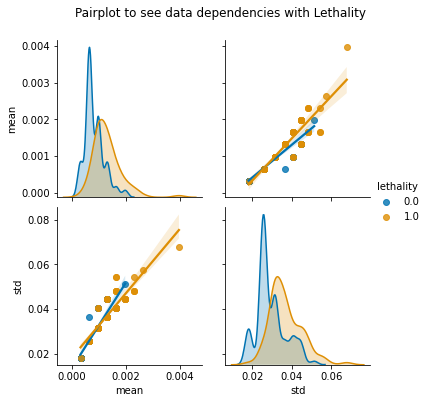 Pairplot to see data dependencies with Lethality
0.004
0.003
0.002
0.001
0.000
mean
lethality
0.0
1.0
0.08
0.06
0.04
0.02
std
0.000 0.002 0.004
mean
0.02 0.04 0.06
std